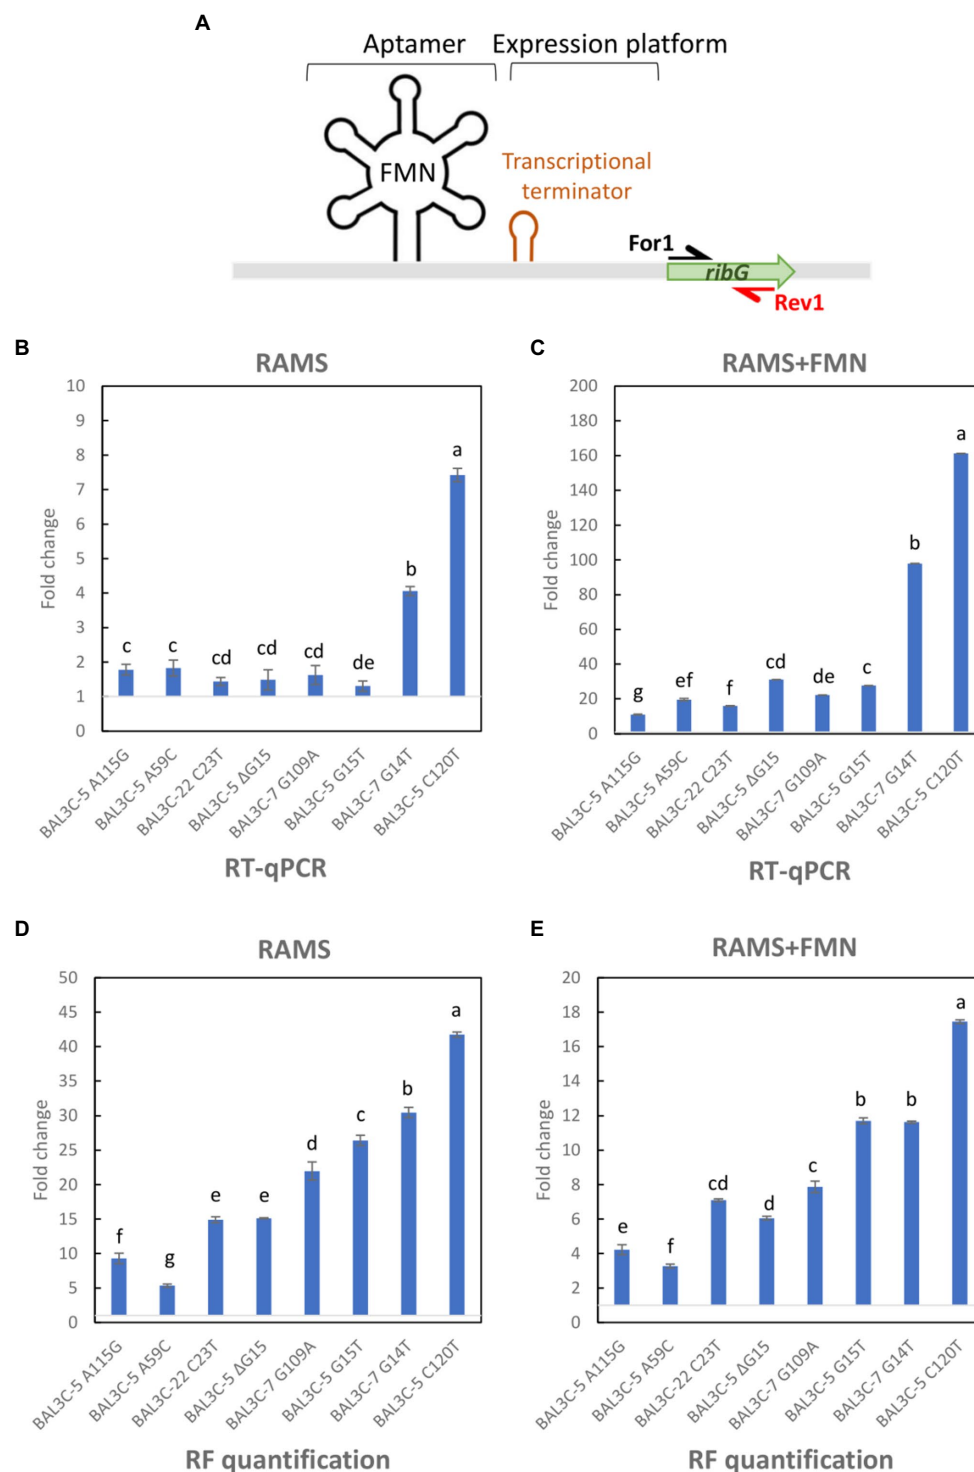 A
Aptamer
Expression platform
FMN
Transcriptional
terminator
For1
ribG
Rev1
B
RAMS
Fold change
10
9
8
7
6
5
4
3
2
1
0
c
c
cd
cd
cd
de
b
a
BAL3C-5 A115G
BAL3C-5 A59C
BAL3C-22 C23T
BAL3C-5 ΔG15
BAL3C-7 G109A
BAL3C-5 G15T
BAL3C-7 G14T
BAL3C-5 C120T
RT-qPCR
C
RAMS+FMN
Fold change
200
180
160
140
120
100
80
60
40
20
0
g
ef
f
cd
de
c
b
a
BAL3C-5 A115G
BAL3C-5 A59C
BAL3C-22 C23T
BAL3C-5 ΔG15
BAL3C-7 G109A
BAL3C-5 G15T
BAL3C-7 G14T
BAL3C-5 C120T
RT-qPCR
D
RAMS
Fold change
50
45
40
35
30
25
20
15
10
5
0
f
g
e
e
d
c
b
a
BAL3C-5 A115G
BAL3C-5 A59C
BAL3C-22 C23T
BAL3C-5 ΔG15
BAL3C-7 G109A
BAL3C-5 G15T
BAL3C-7 G14T
BAL3C-5 C120T
RF quantification
E
RAMS+FMN
Fold change
20
18
16
14
12
10
8
6
4
2
0
e
f
cd
d
c
b
b
a
BAL3C-5 A115G
BAL3C-5 A59C
BAL3C-22 C23T
BAL3C-5 ΔG15
BAL3C-7 G109A
BAL3C-5 G15T
BAL3C-7 G14T
BAL3C-5 C120T
RF quantification